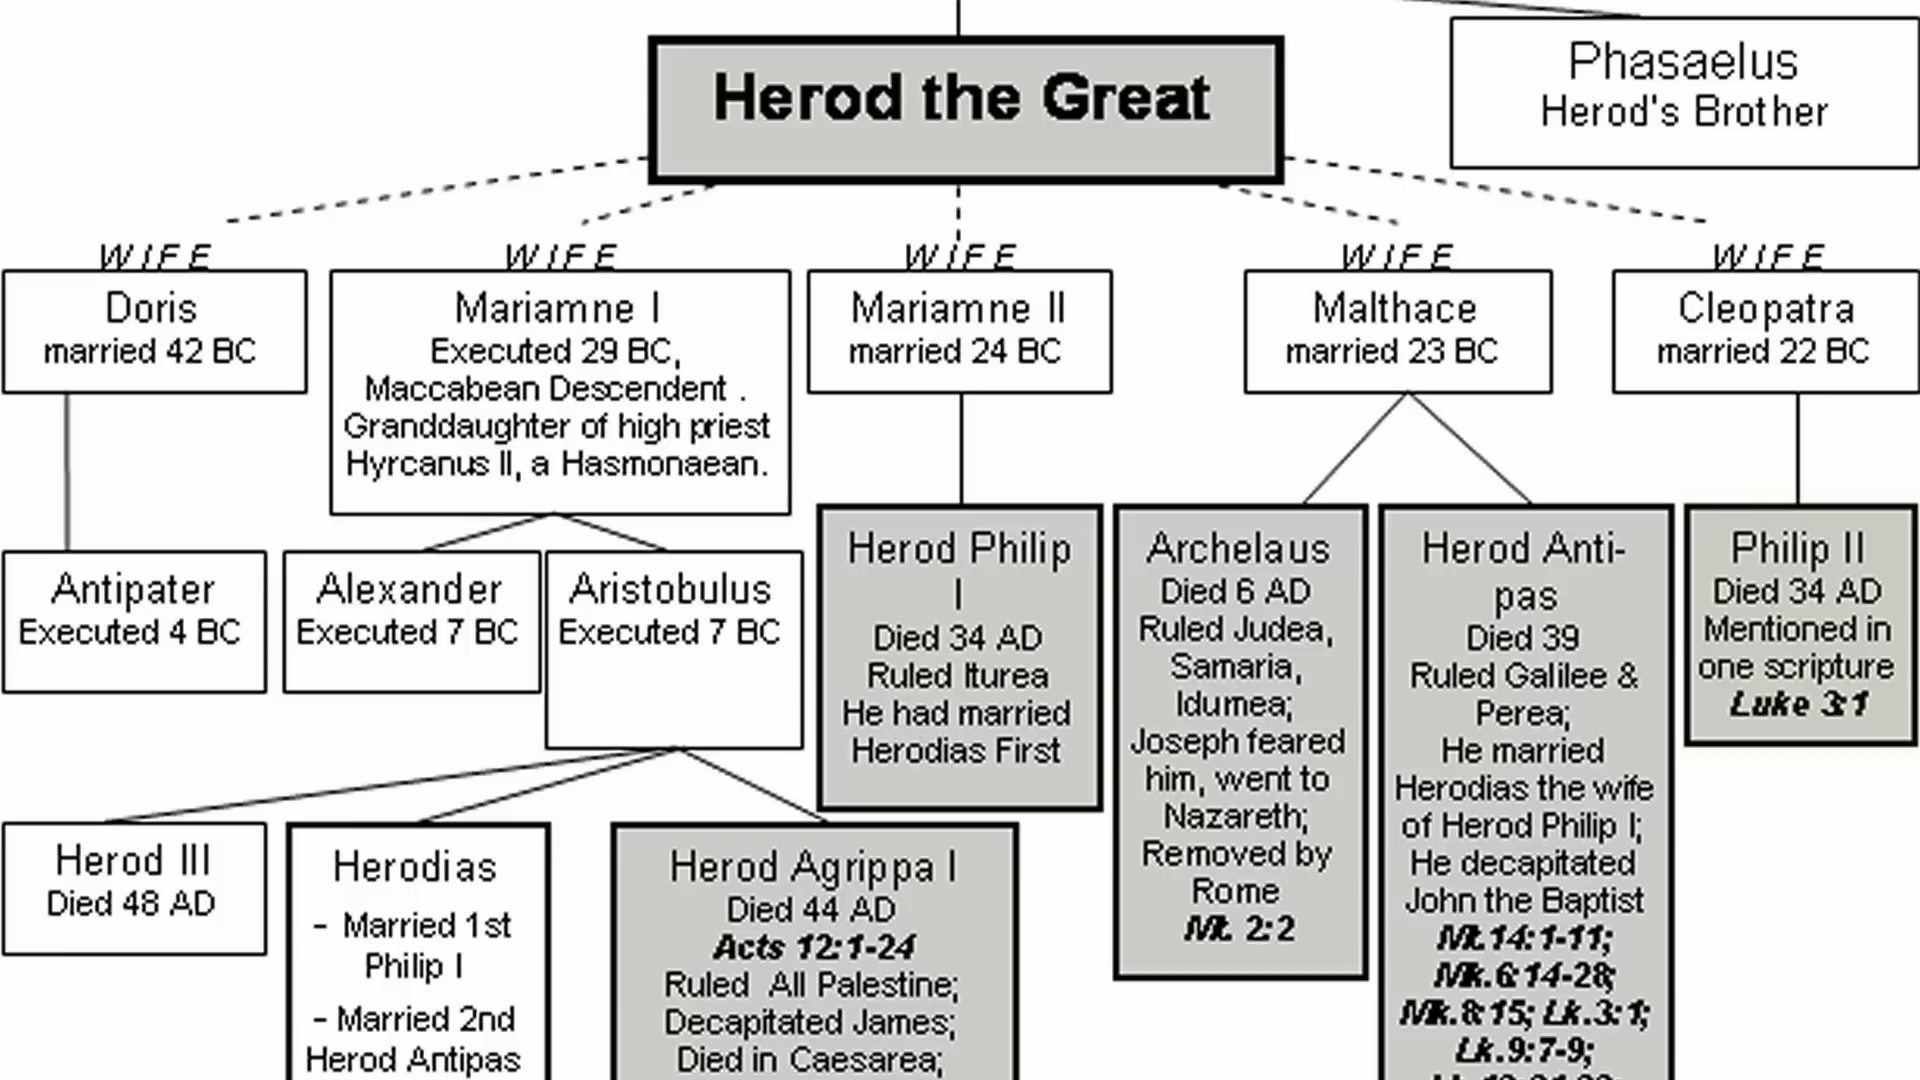 Herod the Great
Phasaelus
Herod's Brother
WIFE
Doris
married 42 BC
WIFE
Mariamne I
Executed 29 BC,
Maccabean Descendent .
Granddaughter of high priest
Hyrcanus II, a Hasmonaean.
WIFE
Mariamne II
married 24 BC
WIFE
Malthace
married 23 BC
WIFE
Cleopatra
married 22 BC
Antipater
Executed 4 BC
Alexander
Executed 7 BC
Aristobulus
Executed 7 BC
Herod Philip
I
Died 34 AD
Ruled Iturea
He had married
Herodias First
Archelaus
Died 6 AD
Ruled Judea,
Samaria,
Idumea;
Joseph feared
him, went to
Nazareth;
Removed by
Rome
Mt. 2:2
Herod Anti-
pas
Died 39
Ruled Galilee &
Perea;
He married
Herodias the wife
of Herod Philip I;
He decapitated
John the Baptist
Mt.14:1-11;
Mk.6:14-28;
Mk.8:15; Lk.3:1;
Lk.9:7-9;
Philip II
Died 34 AD
Mentioned in
one scripture
Luke 3:1
Herod III
Died 48 AD
Herodias
- Married 1st
Philip I
- Married 2nd
Herod Antipas
Herod Agrippa I
Died 44 AD
Acts 12:1-24
Ruled All Palestine;
Decapitated James;
Died in Caesarea;